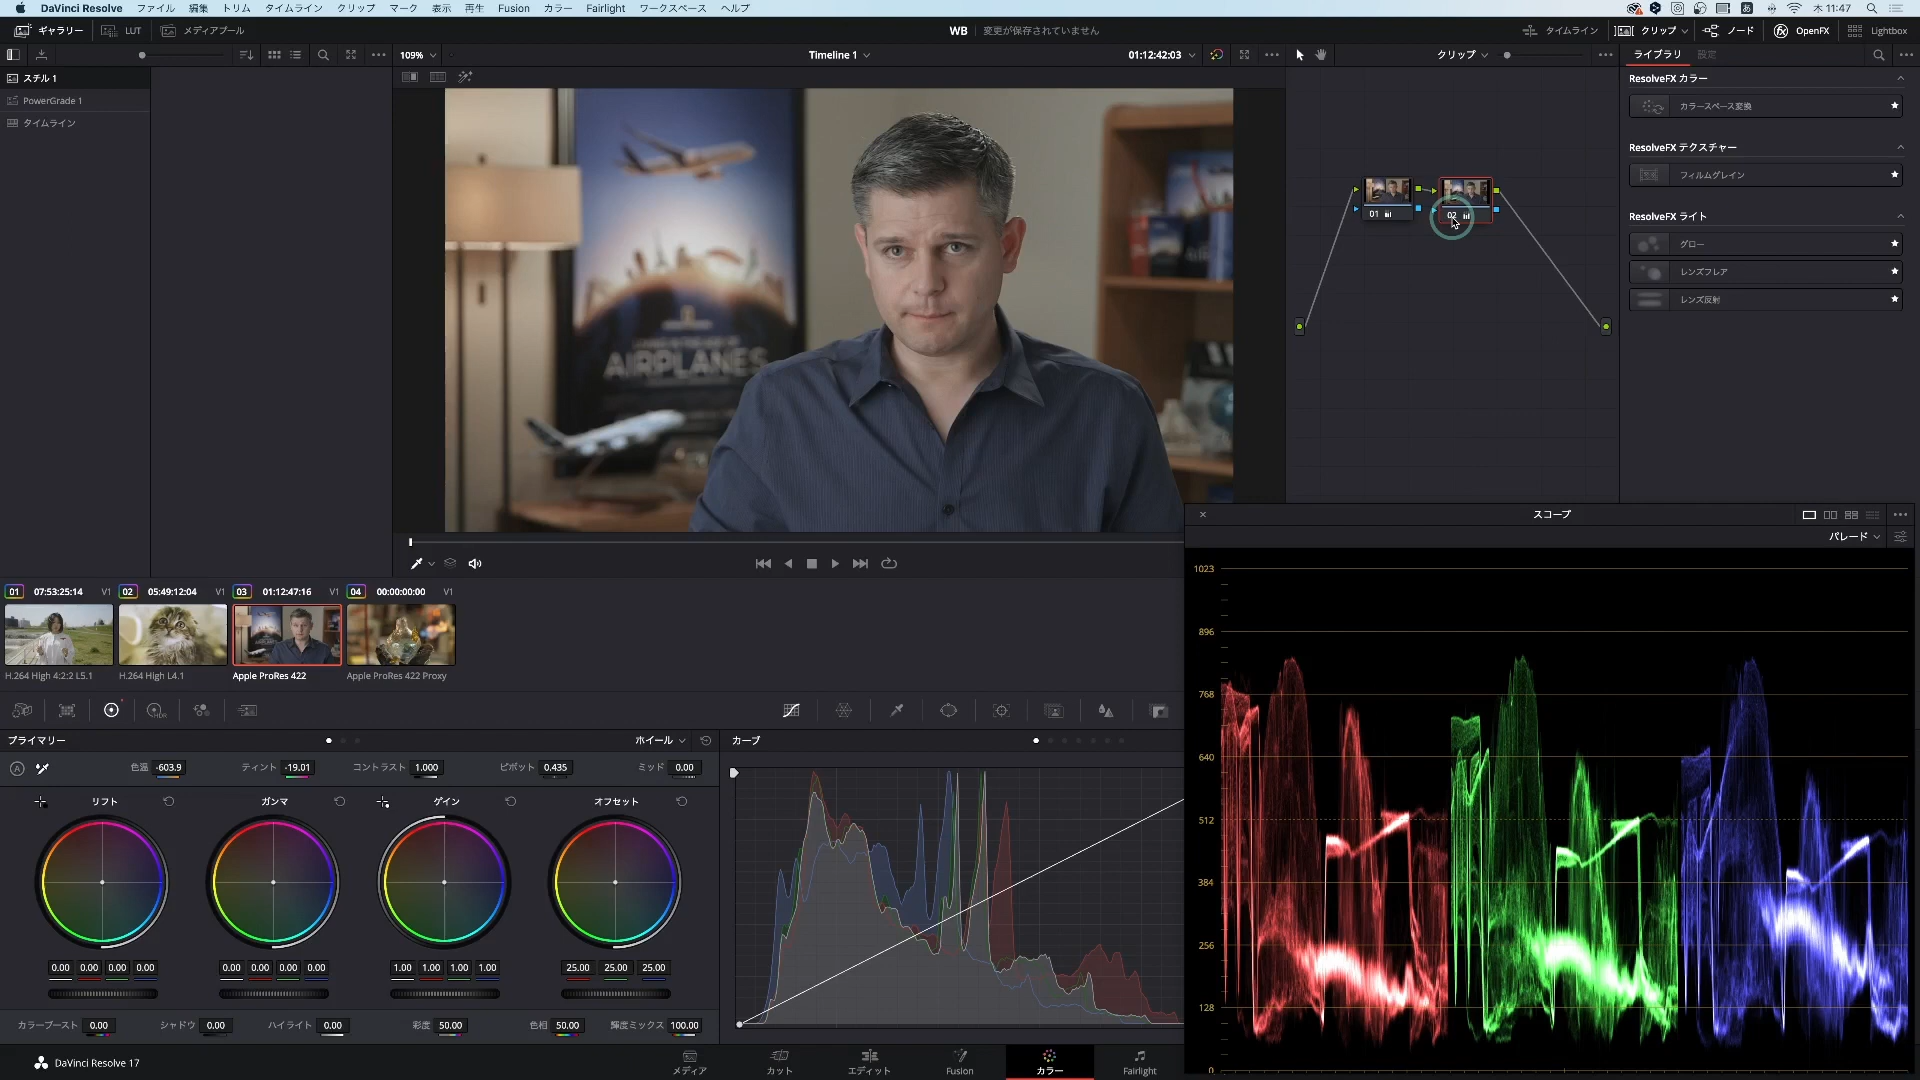 DaVinci Resolve ファイル 編集 トリム タイムライン クリップ マーク 表示 再生 Fusion カラー Fairlight ワークスペース ヘルプ 木 11:47
ギャラリー LUT メディアプール WB 変更が保存されていません タイムライン クリップ ノード OpenFX Lightbox
109% Timeline 1 01:12:42:03 クリップ ライブラリ 設定
スチル 1
PowerGrade 1
タイムライン
ResolveFX カラー
カラースペース変換
ResolveFX テクスチャー
フィルムグレイン
ResolveFX ライト
グロー
レンズフレア
レンズ反射
01 02
AIRPLANES
スコープ
パレード
1023
896
768
640
512
384
256
128
0
01 07:53:25:14 V1 02 05:49:12:04 V1 03 01:12:47:16 V1 04 00:00:00:00 V1
H.264 High 4:2:2 L5.1 H.264 High L4.1 Apple ProRes 422 Apple ProRes 422 Proxy
HDR
プライマリー ホイール カーブ
A 色温 -603.9 ティント -19.01 コントラスト 1.000 ピボット 0.435 ミッド 0.00
リフト ガンマ ゲイン オフセット
0.00 0.00 0.00 0.00 0.00 0.00 0.00 0.00 1.00 1.00 1.00 1.00 25.00 25.00 25.00
カラーブースト 0.00 シャドウ 0.00 ハイライト 0.00 彩度 50.00 色相 50.00 輝度ミックス 100.00
DaVinci Resolve 17 メディア カット エディット Fusion カラー Fairlight